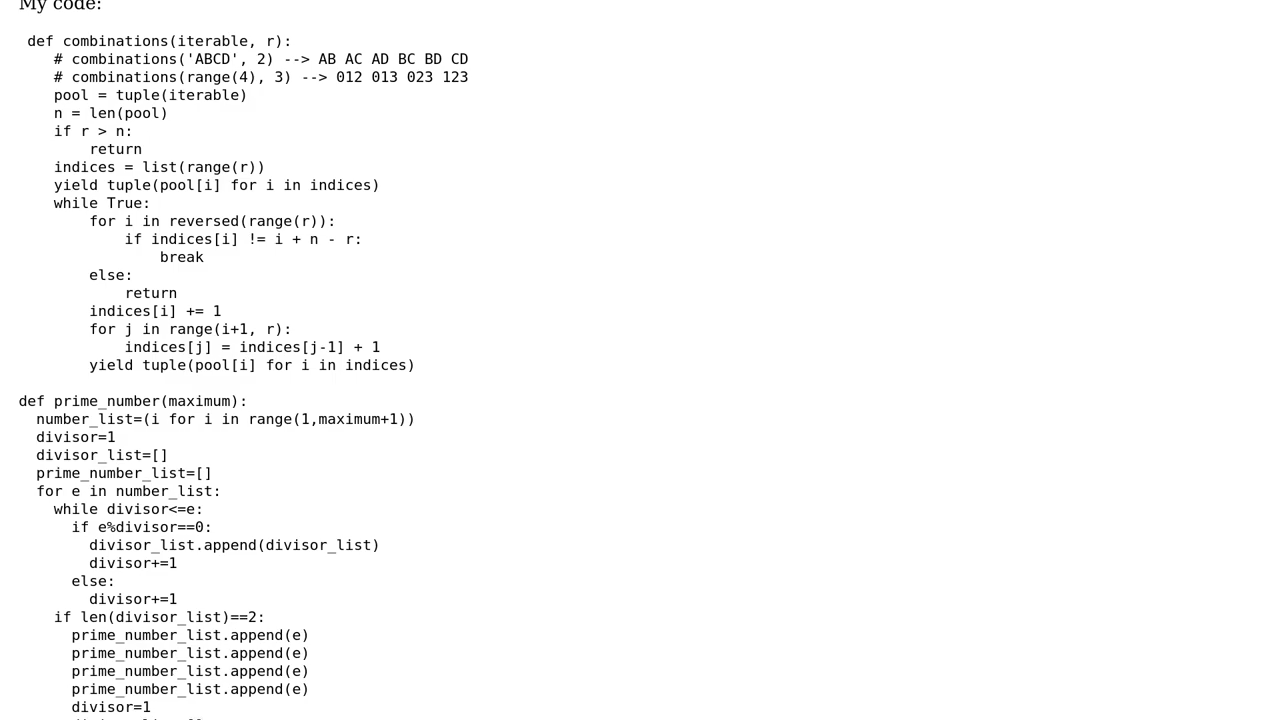 My code:
def combinations(iterable, r):
    # combinations('ABCD', 2) --> AB AC AD BC BD CD
    # combinations(range(4), 3) --> 012 013 023 123
    pool = tuple(iterable)
    n = len(pool)
    if r > n:
        return
    indices = list(range(r))
    yield tuple(pool[i] for i in indices)
    while True:
        for i in reversed(range(r)):
            if indices[i] != i + n - r:
                break
        else:
            return
        indices[i] += 1
        for j in range(i+1, r):
            indices[j] = indices[j-1] + 1
        yield tuple(pool[i] for i in indices)
def prime_number(maximum):
  number_list=(i for i in range(1,maximum+1))
  divisor=1
  divisor_list=[]
  prime_number_list=[]
  for e in number_list:
    while divisor<=e:
      if e%divisor==0:
        divisor_list.append(divisor_list)
        divisor+=1
      else:
        divisor+=1
    if len(divisor_list)==2:
      prime_number_list.append(e)
      prime_number_list.append(e)
      prime_number_list.append(e)
      prime_number_list.append(e)
      divisor=1